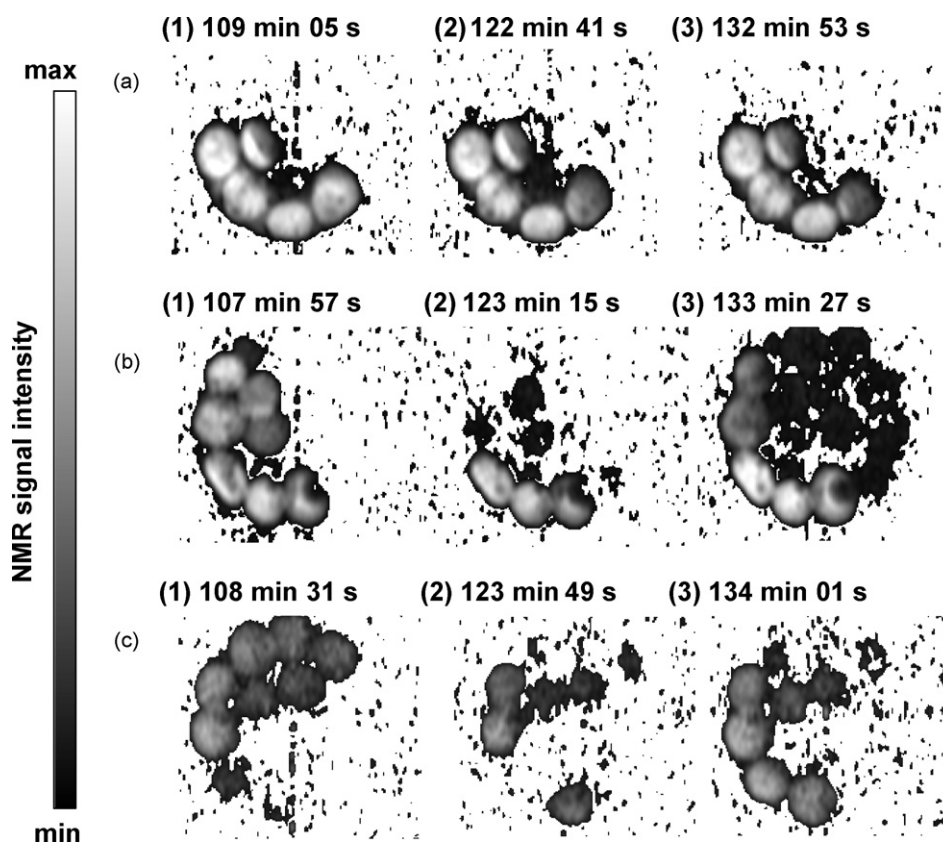 (1) 109 min 05 s (2) 122 min 41 s (3) 132 min 53 s
max
(a)
(1) 107 min 57 s (2) 123 min 15 s (3) 133 min 27 s
(b)
NMR signal intensity
(1) 108 min 31 s (2) 123 min 49 s (3) 134 min 01 s
(c)
min